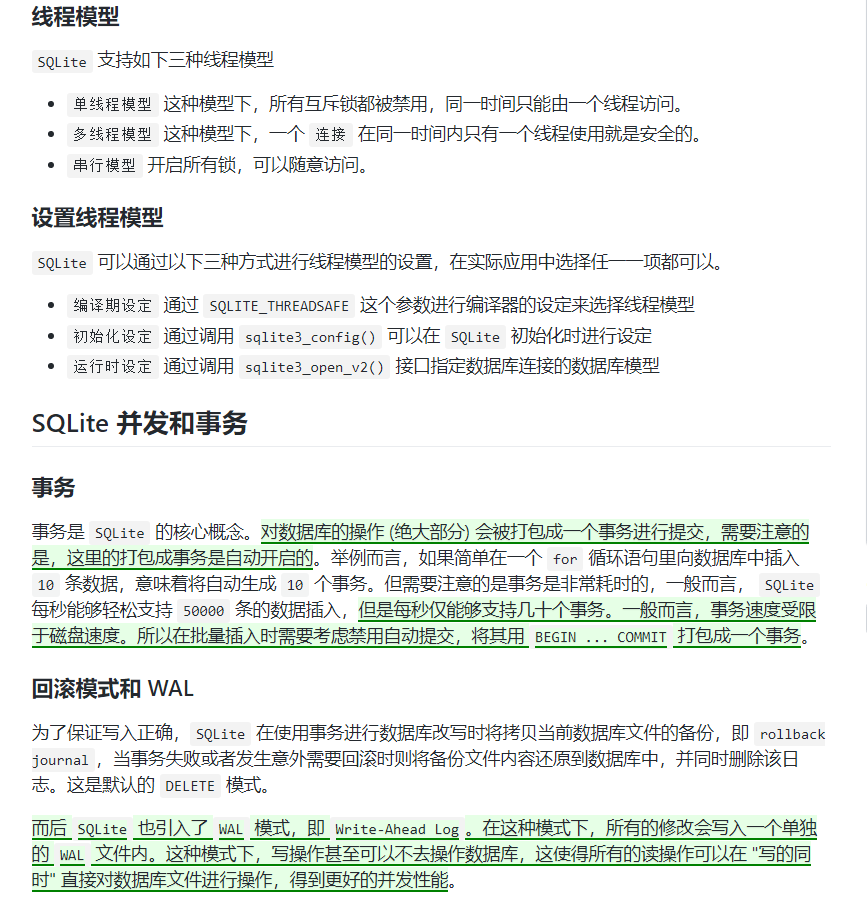 线程模型
SQLite 支持如下三种线程模型
单线程模型 这种模型下，所有互斥锁都被禁用，同一时间只能由一个线程访问。
多线程模型 这种模型下，一个 连接 在同一时间内只有一个线程使用就是安全的。
串行模型 开启所有锁，可以随意访问。
设置线程模型
SQLite 可以通过以下三种方式进行线程模型的设置，在实际应用中选择任一一项都可以。
编译期设定 通过 SQLITE_THREADSAFE 这个参数进行编译器的设定来选择线程模型
初始化设定 通过调用 sqlite3_config() 可以在 SQLite 初始化时进行设定
运行时设定 通过调用 sqlite3_open_v2() 接口指定数据库连接的数据库模型
SQLite 并发和事务
事务
事务是 SQLite 的核心概念。对数据库的操作 (绝大部分) 会被打包成一个事务进行提交，需要注意的
是，这里的打包成事务是自动开启的。举例而言，如果简单在一个 for 循环语句里向数据库中插入
10 条数据，意味着将自动生成 10 个事务。但需要注意的是事务是非常耗时的，一般而言， SQLite
每秒能够轻松支持 50000 条的数据插入，但是每秒仅能够支持几十个事务。一般而言，事务速度受限
于磁盘速度。所以在批量插入时需要考虑禁用自动提交，将其用 BEGIN ... COMMIT 打包成一个事务。
回滚模式和 WAL
为了保证写入正确， SQLite 在使用事务进行数据库改写时将拷贝当前数据库文件的备份，即 rollback
journal ，当事务失败或者发生意外需要回滚时则将备份文件内容还原到数据库中，并同时删除该日
志。这是默认的 DELETE 模式。
而后 SQLite 也引入了 WAL 模式，即 Write-Ahead Log 。在这种模式下，所有的修改会写入一个单独
的 WAL 文件内。这种模式下，写操作甚至可以不去操作数据库，这使得所有的读操作可以在 "写的同
时" 直接对数据库文件进行操作，得到更好的并发性能。